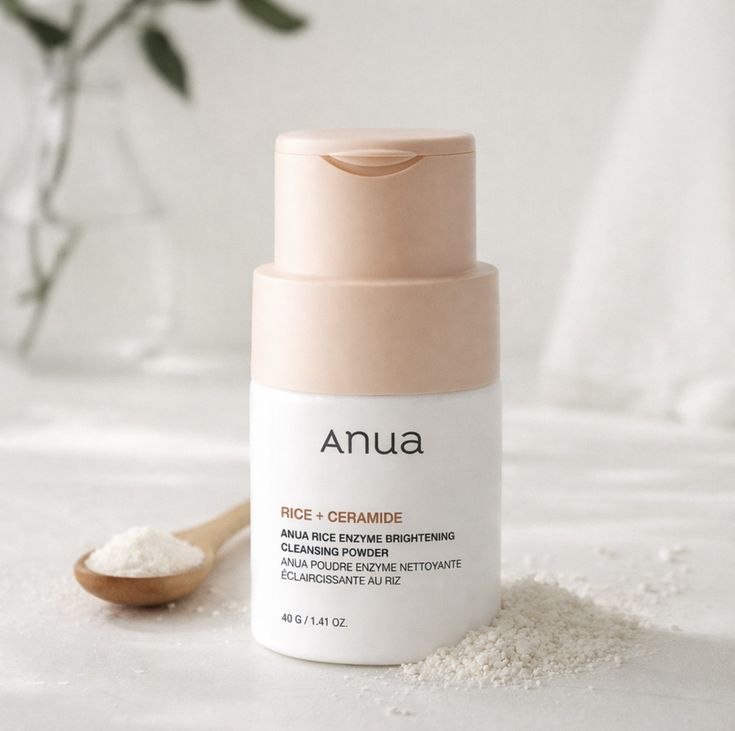 Anua
RICE + CERAMIDE
ANUA RICE ENZYME BRIGHTENING
CLEANSING POWDER
ANUA POUDRE ENZYME NETTOYANTE
ÉCLAIRCISSANTE AU RIZ
40 G / 1.41 OZ.